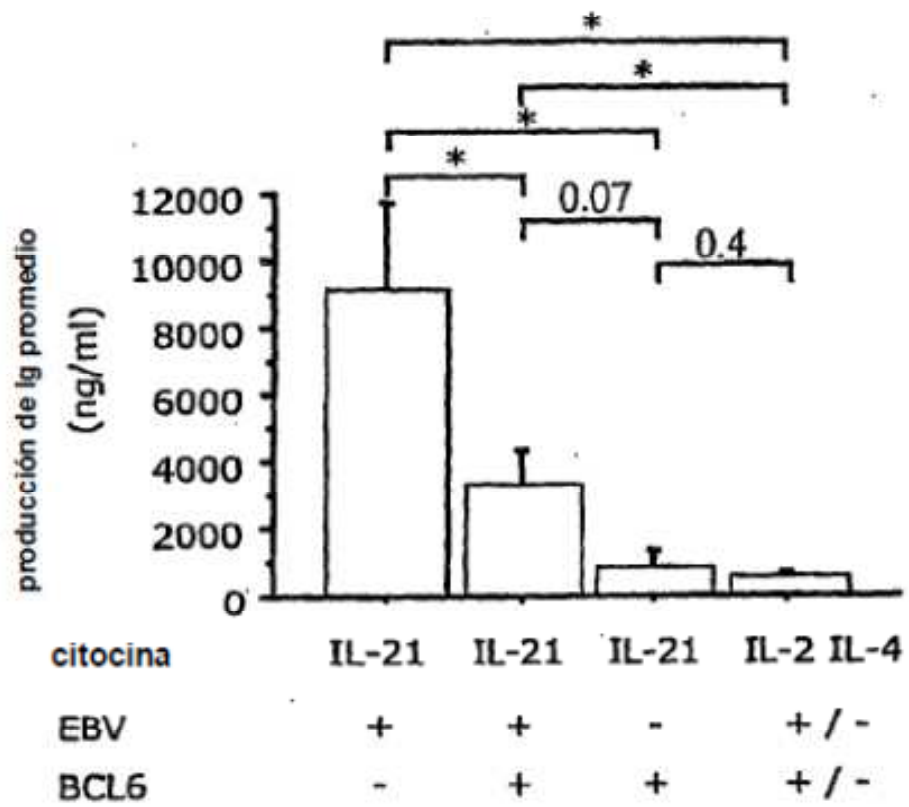 *
*
*
*
0.07
0.4
producción de Ig promedio
(ng/ml)
12000
10000
8000
6000
4000
2000
0
citocina IL-21 IL-21 IL-21 IL-2 IL-4
EBV + + - + / -
BCL6 - + + + / -